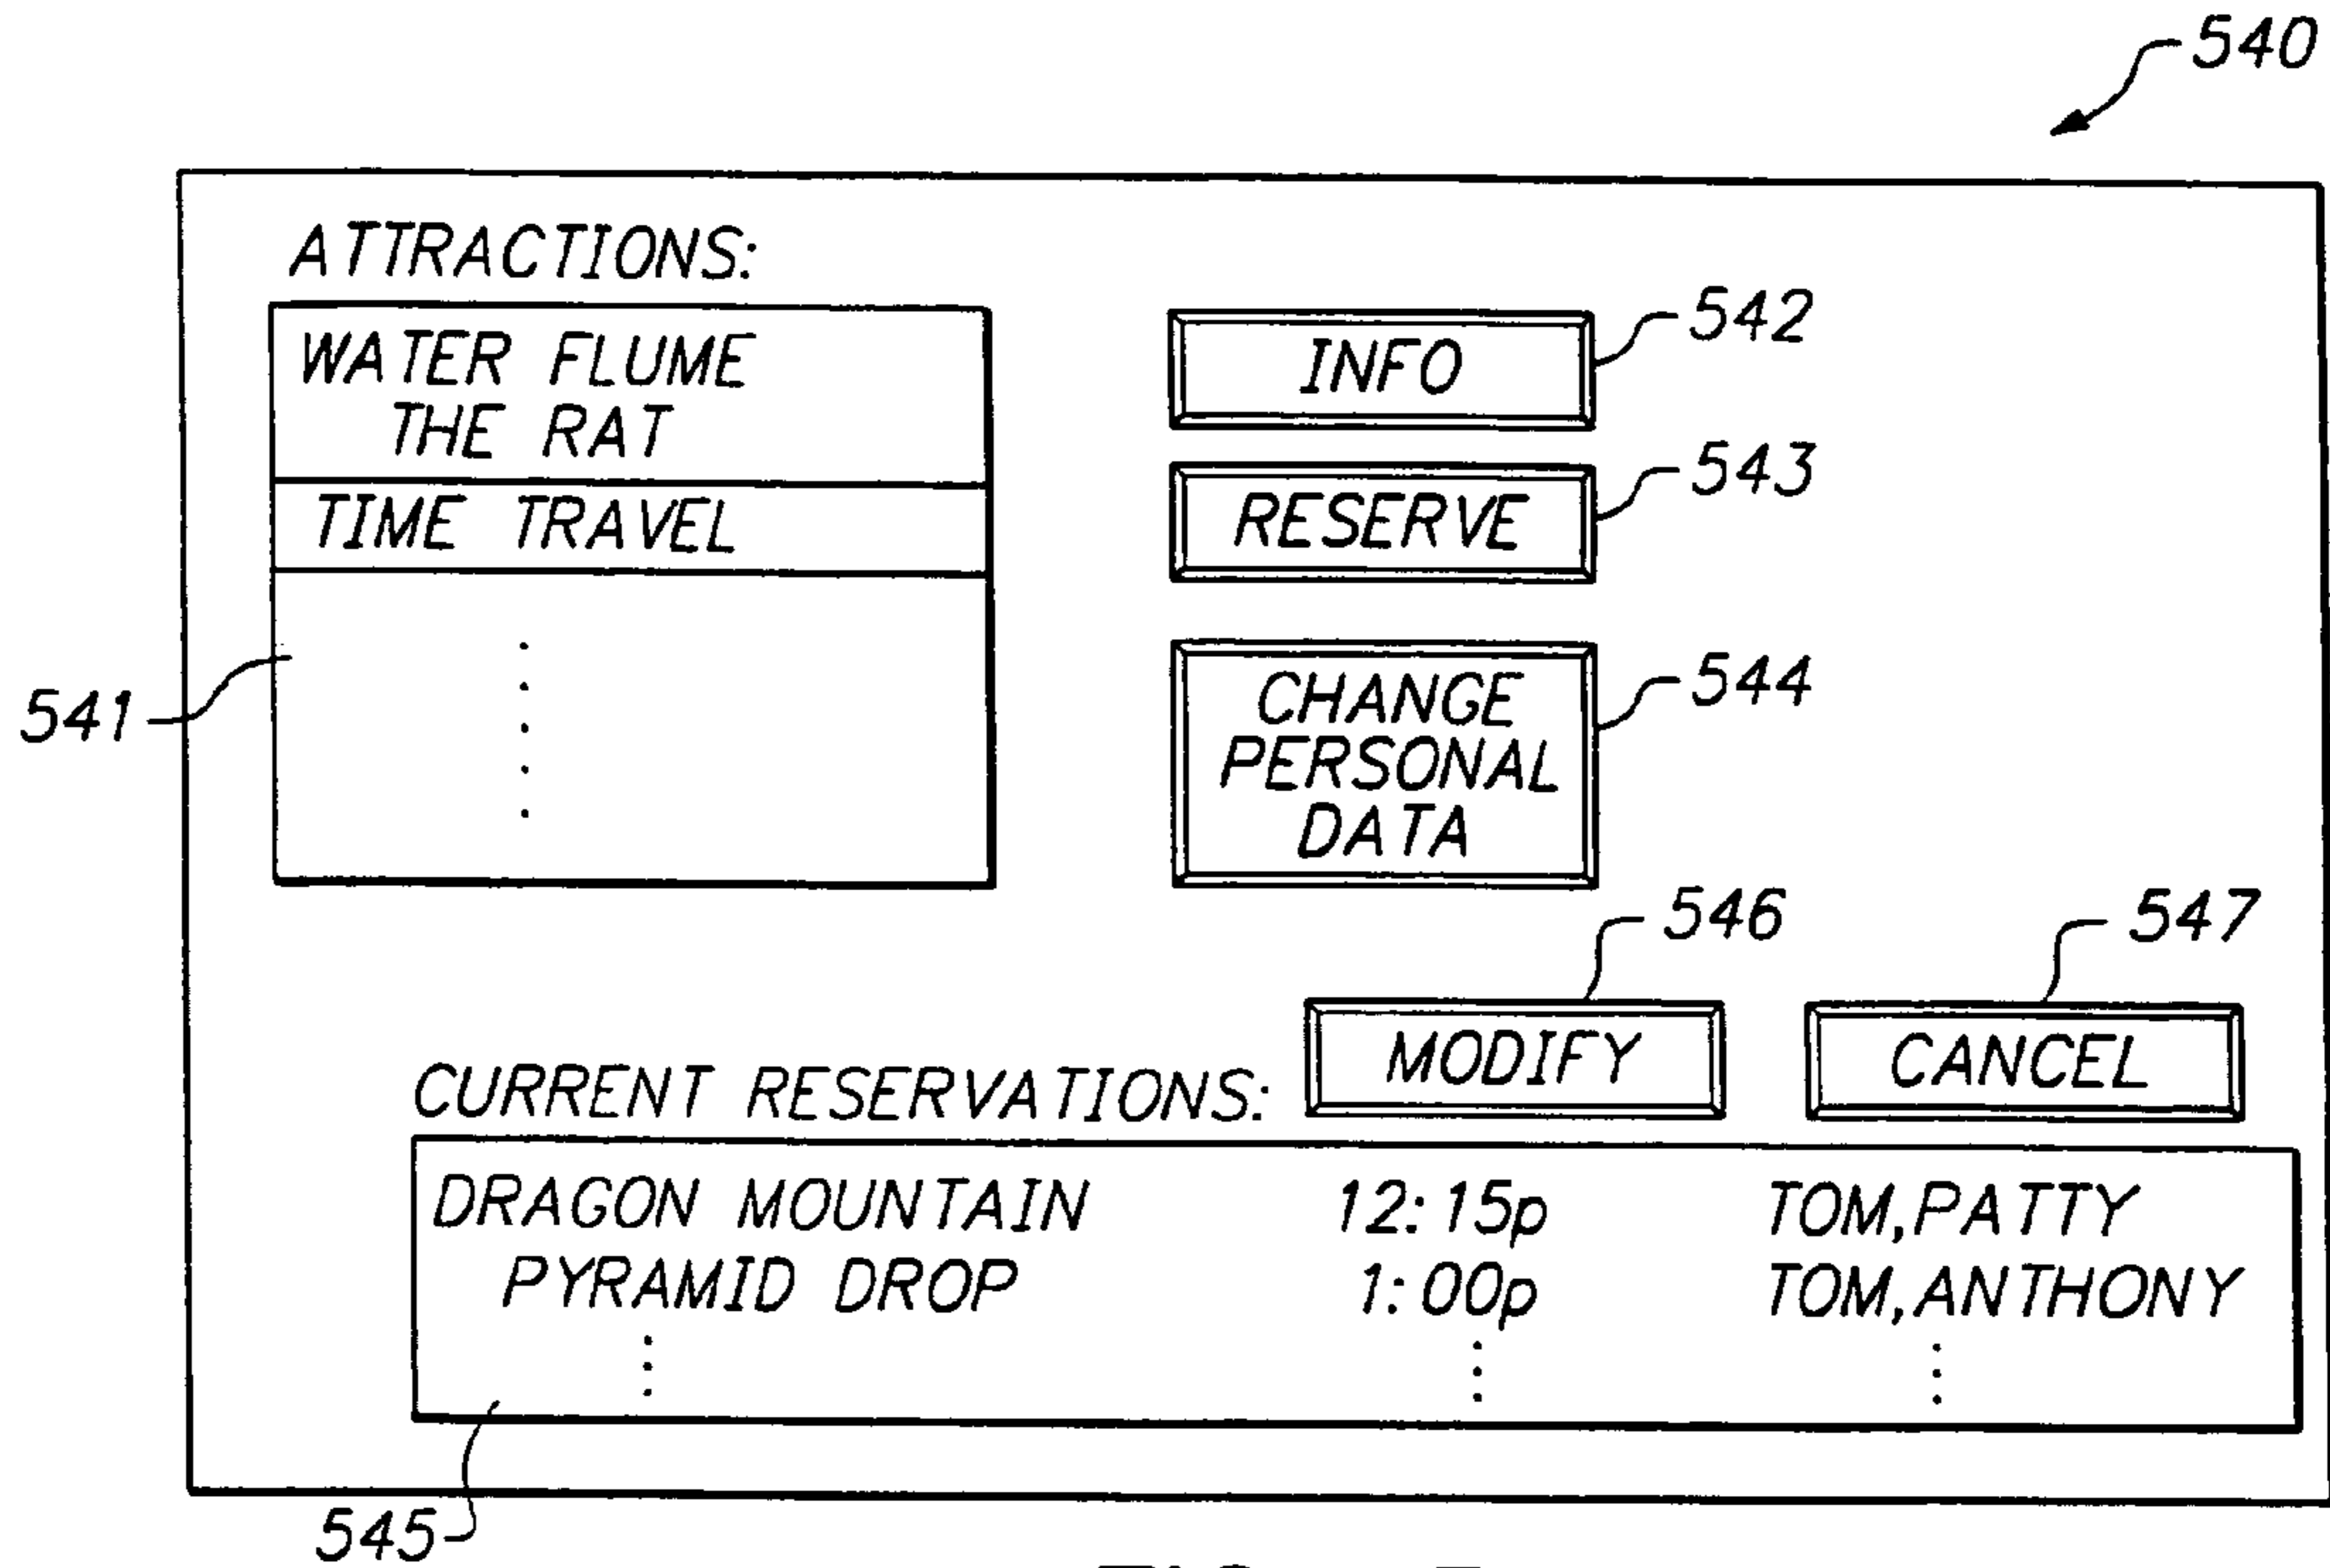 540
ATTRACTIONS:
WATER FLUME
THE RAT
TIME TRAVEL
541
INFO
542
RESERVE
543
CHANGE
PERSONAL
DATA
544
546
547
MODIFY
CANCEL
CURRENT RESERVATIONS:
DRAGON MOUNTAIN 12:15p TOM,PATTY
PYRAMID DROP 1:00p TOM,ANTHONY
545